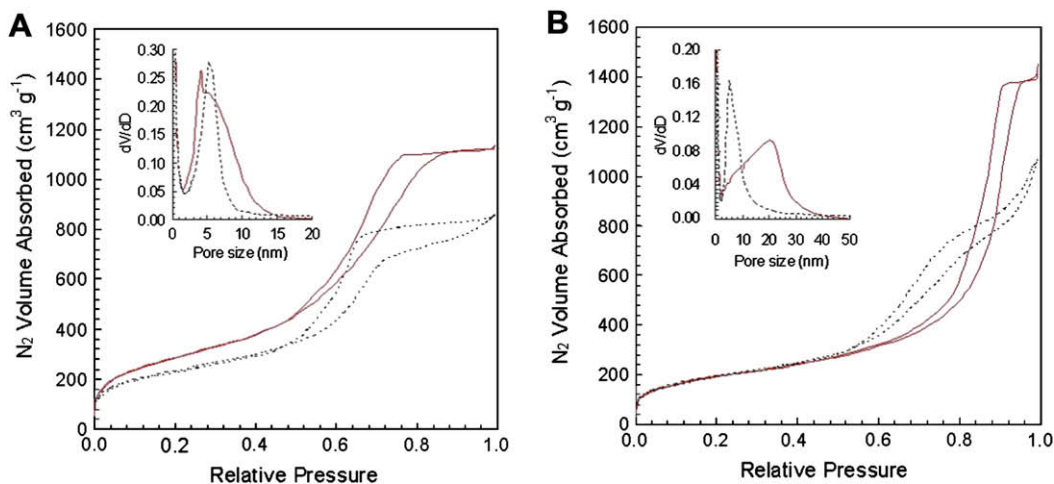 A
B
N₂ Volume Absorbed (cm³ g⁻¹)
1600
1400
1200
1000
800
600
400
200
0
0.0 0.2 0.4 0.6 0.8 1.0
Relative Pressure
dV/dD
0.30
0.25
0.20
0.15
0.10
0.05
0.00
0 5 10 15 20
Pore size (nm)
N₂ Volume Absorbed (cm³ g⁻¹)
1600
1400
1200
1000
800
600
400
200
0
0.0 0.2 0.4 0.6 0.8 1.0
Relative Pressure
dV/dD
0.20
0.16
0.12
0.08
0.04
0.00
0 10 20 30 40 50
Pore size (nm)